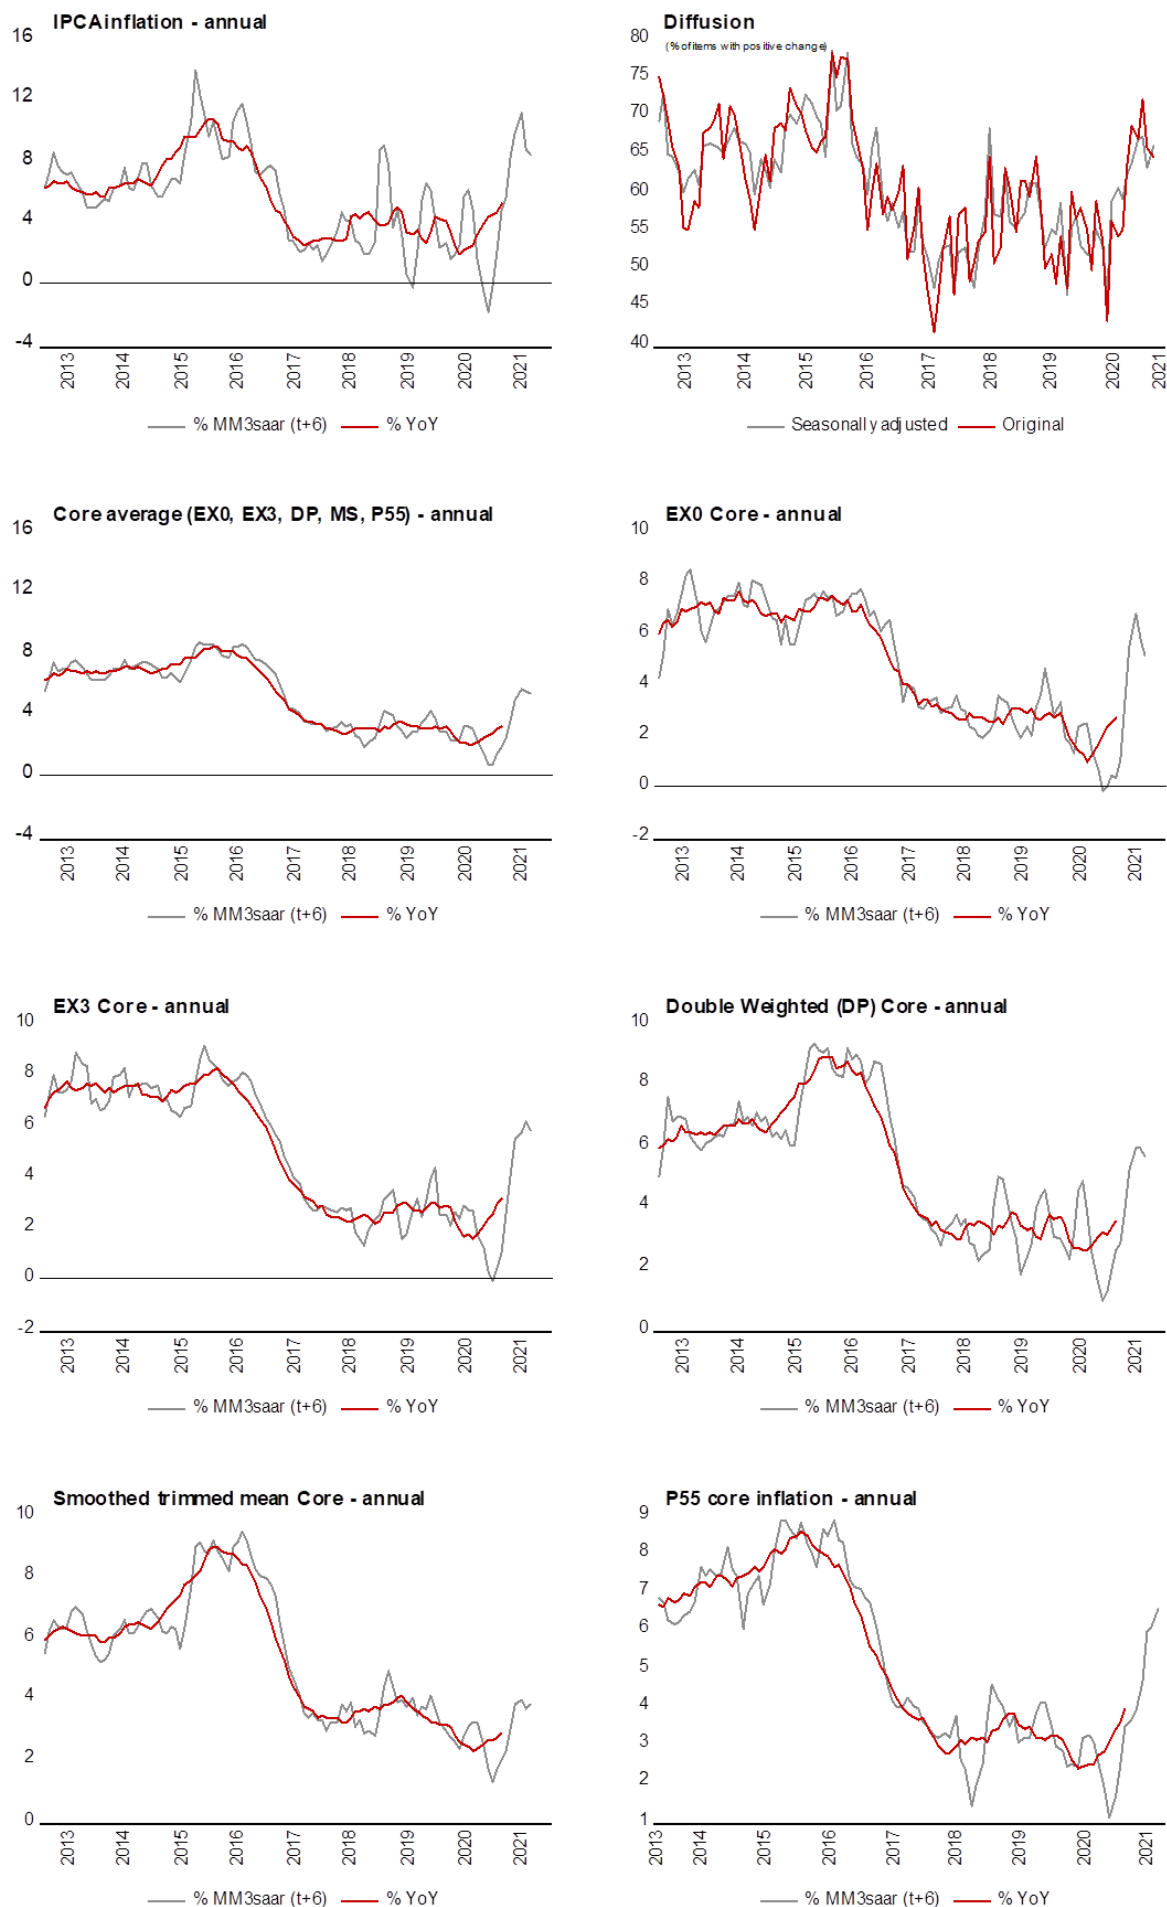 IPCA inflation - annual
16
12
8
4
0
-4
2013 2014 2015 2016 2017 2018 2019 2020 2021
% MM3saar (t+6) % YoY
Diffusion
(% of items with positive change)
80
75
70
65
60
55
50
45
40
2013 2014 2015 2016 2017 2018 2019 2020 2021
Seasonally adjusted Original
Core average (EX0, EX3, DP, MS, P55) - annual
16
12
8
4
0
-4
2013 2014 2015 2016 2017 2018 2019 2020 2021
% MM3saar (t+6) % YoY
EX0 Core - annual
10
8
6
4
2
0
-2
2013 2014 2015 2016 2017 2018 2019 2020 2021
% MM3saar (t+6) % YoY
EX3 Core - annual
10
8
6
4
2
0
-2
2013 2014 2015 2016 2017 2018 2019 2020 2021
% MM3saar (t+6) % YoY
Double Weighted (DP) Core - annual
10
8
6
4
2
0
2013 2014 2015 2016 2017 2018 2019 2020 2021
% MM3saar (t+6) % YoY
Smoothed trimmed mean Core - annual
10
8
6
4
2
0
2013 2014 2015 2016 2017 2018 2019 2020 2021
% MM3saar (t+6) % YoY
P55 core inflation - annual
9
8
7
6
5
4
3
2
1
2013 2014 2015 2016 2017 2018 2019 2020 2021
% MM3saar (t+6) % YoY